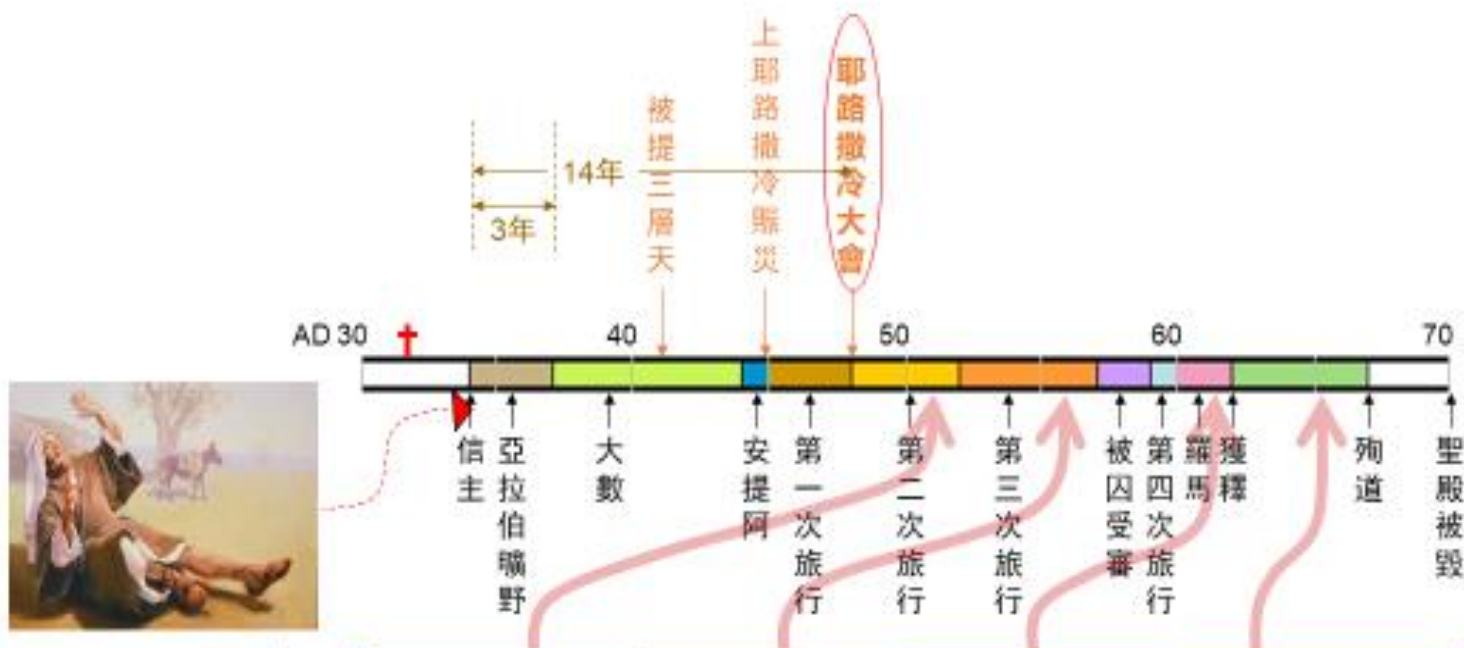 被提三層天
上耶路撒冷賑災
耶路撒冷大會
14年
3年
AD 30
40
50
60
70
信主
亞拉伯曠野
大數
安提阿
第一次旅行
第二次旅行
第三次旅行
被囚受審
第四次旅行
羅馬
獲釋
殉道
聖殿被毀